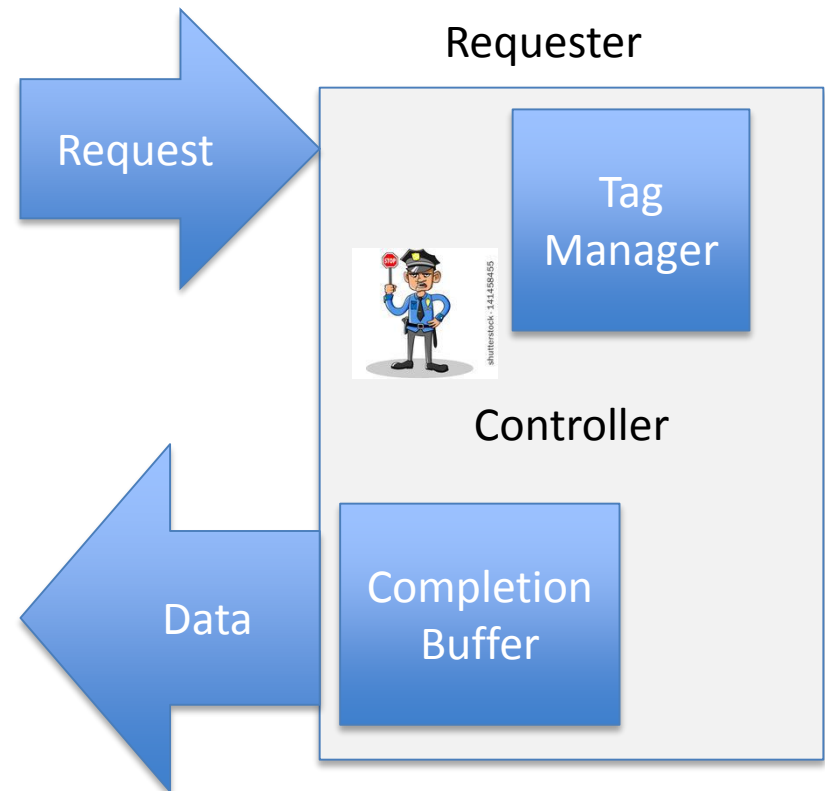 Requester
Request
Tag
Manager
STOP
shutterstock · 141458455
Controller
Completion
Buffer
Data